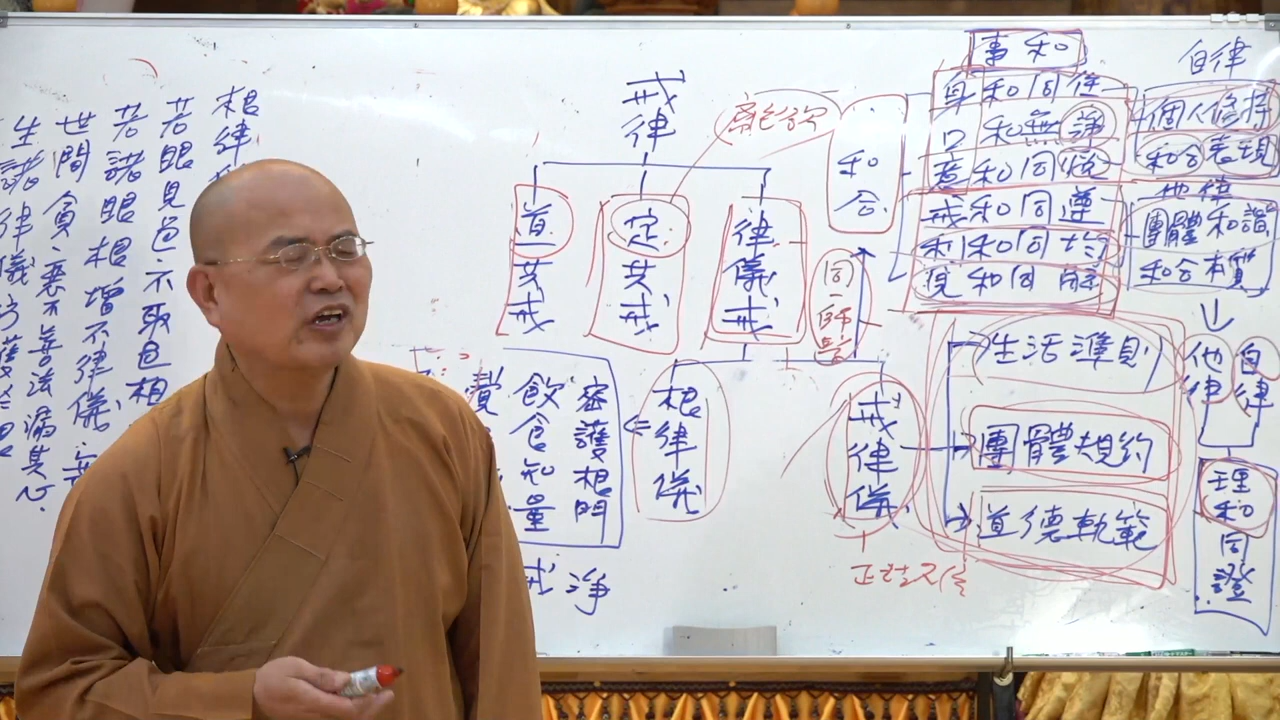 事和
身和同住
口和無諍
意和同悅
戒和同遵
利和同均
見和同解
自律
個人修持
和合表現
他律
團體和諧
和合本質
和合
戒律
律儀戒
定共戒
道共戒
同一師學
生活準則
團體規約
道德軌範
他律
自律
理和同證
戒律儀
根律儀
密護根門
飲食知量
戒淨
根律
若眼見色不取色相
若諸眼根增不律儀
世間貪憂惡不善法漏其心
生諸律儀防護